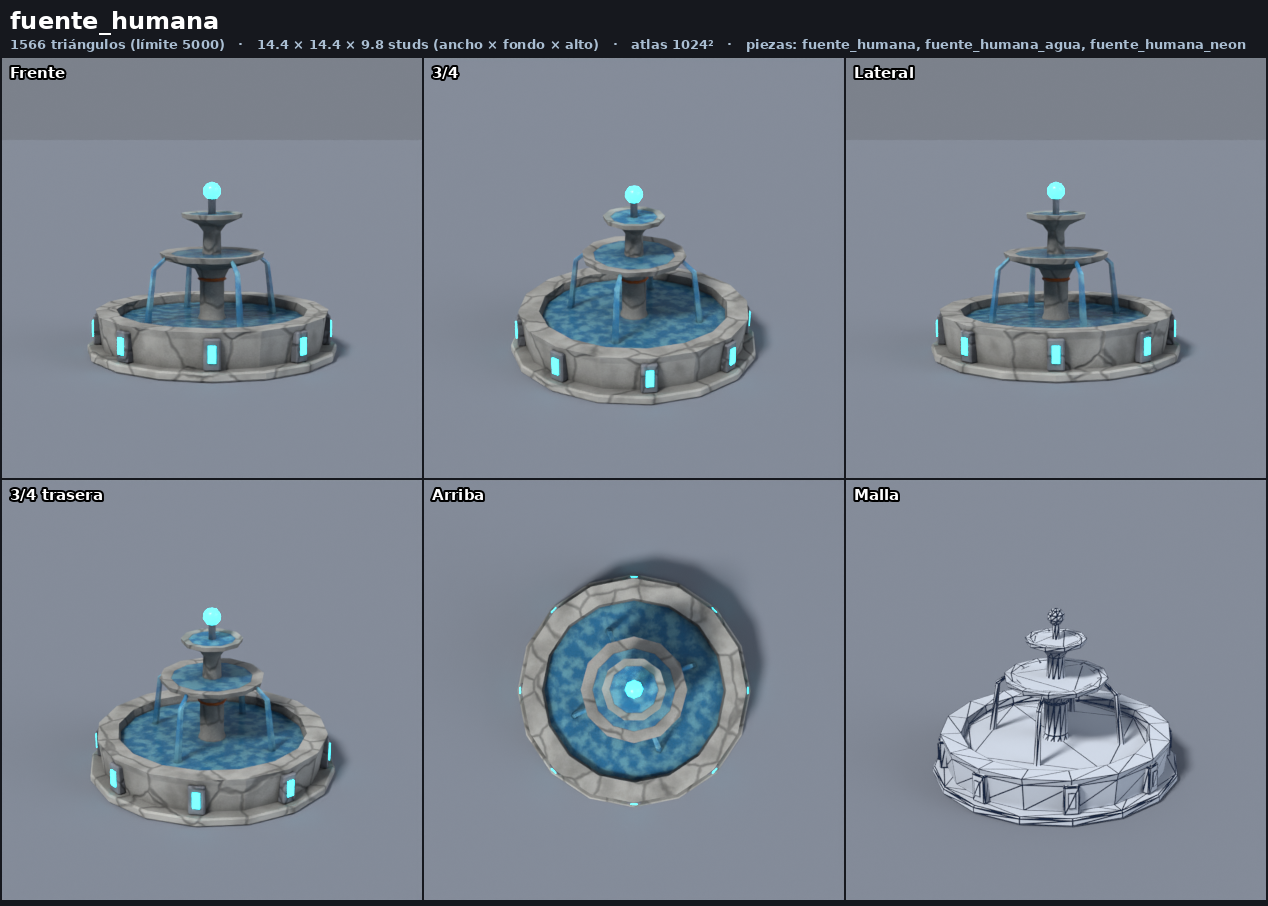 fuente_humana
1566 triángulos (límite 5000)   ·   14.4 × 14.4 × 9.8 studs (ancho × fondo × alto)   ·   atlas 1024²   ·   piezas: fuente_humana, fuente_humana_agua, fuente_humana_neon
Frente
3/4
Lateral
3/4 trasera
Arriba
Malla